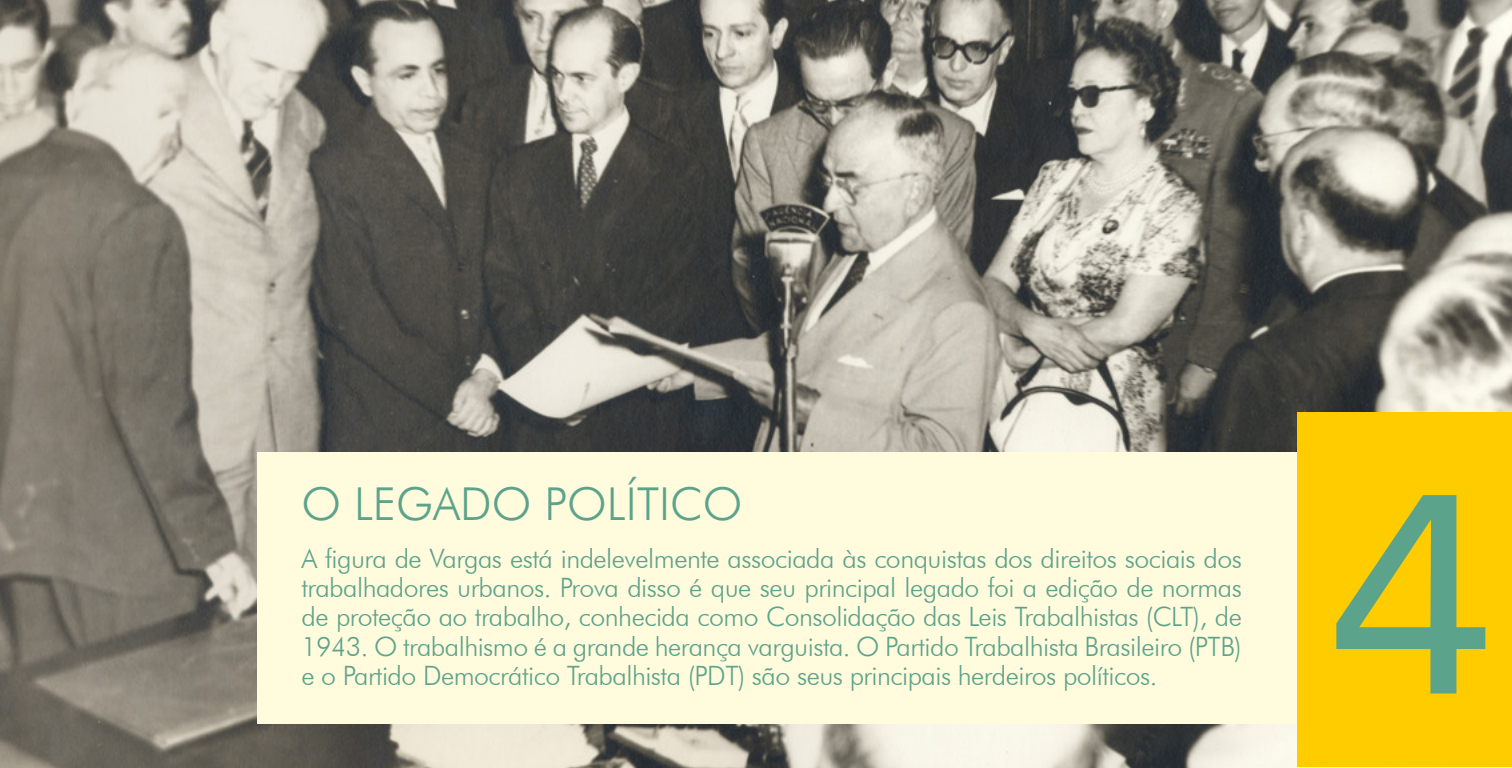 AGÊNCIA
NACIONAL
O LEGADO POLÍTICO
A figura de Vargas está indelevelmente associada às conquistas dos direitos sociais dos
trabalhadores urbanos. Prova disso é que seu principal legado foi a edição de normas
de proteção ao trabalho, conhecida como Consolidação das Leis Trabalhistas (CLT), de
1943. O trabalhismo é a grande herança varguista. O Partido Trabalhista Brasileiro (PTB)
e o Partido Democrático Trabalhista (PDT) são seus principais herdeiros políticos.
4